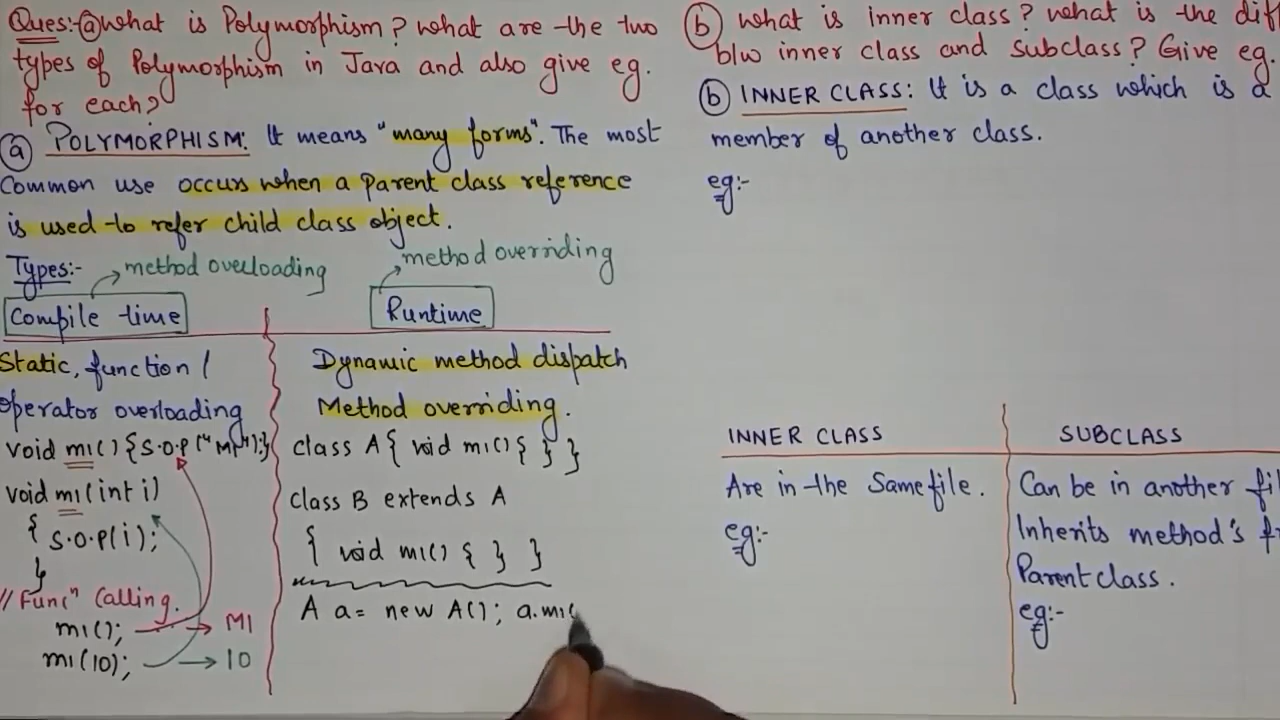 Ques:- (a) What is Polymorphism? what are the two
types of Polymorphism in Java and also give eg.
for each?
(a) POLYMORPHISM: It means "many forms". The most
Common use occurs when a parent class reference
is used to refer child class object.
Types:-
method overloading
method overriding
Compile time
Runtime
Static, function /
operator overloading
void m1() {S.O.P("M1");}
void m1(int i)
{ S.O.P(i);
}
// Func" Calling.
m1(); → M1
m1(10); → 10
Dynamic method dispatch
Method overriding.
class A{ void m1() { } }
class B extends A
{ void m1() { } }
A a = new A(); a.m1(
(b) What is inner class? What is the dif
b/w inner class and subclass? Give eg.
(b) INNER CLASS: It is a class which is a
member of another class.
eg:-
INNER CLASS
SUBCLASS
Are in the Same file.
eg:-
Can be in another fil
Inherits method's f
Parent class.
eg:-